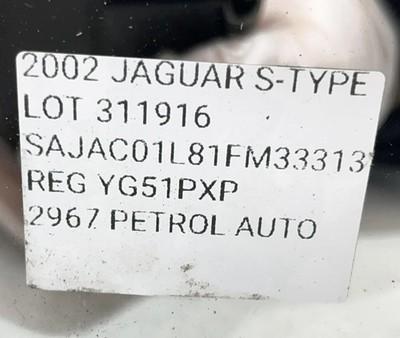 2002 JAGUAR S-TYPE
LOT 311916
SAJAC01L81FM33313
REG YG51PXP
2967 PETROL AUTO